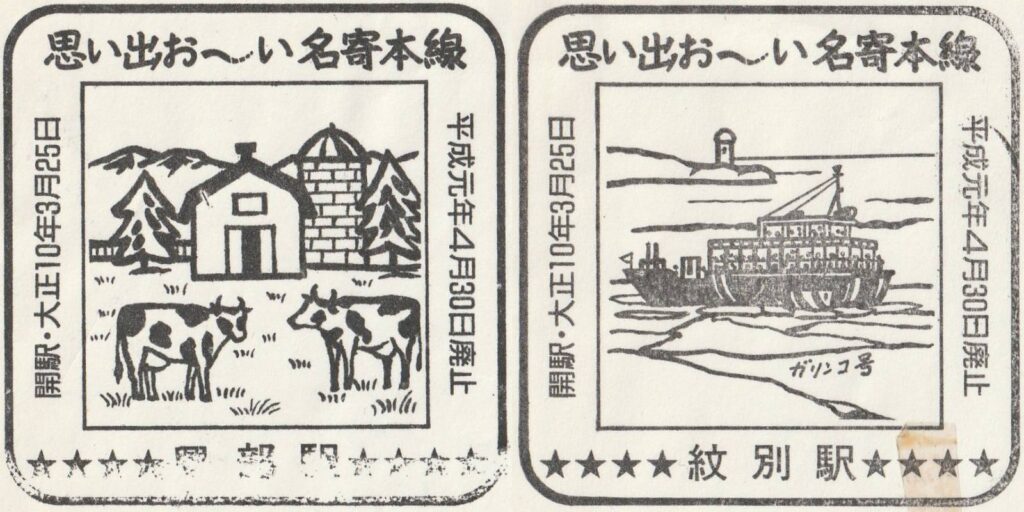 思い出お〜い名寄本線
開駅・大正10年3月25日
平成元年4月30日廃止
★★★★興部駅★★★★
思い出お〜い名寄本線
開駅・大正10年3月25日
平成元年4月30日廃止
ガリンコ号
★★★★紋別駅★★★★